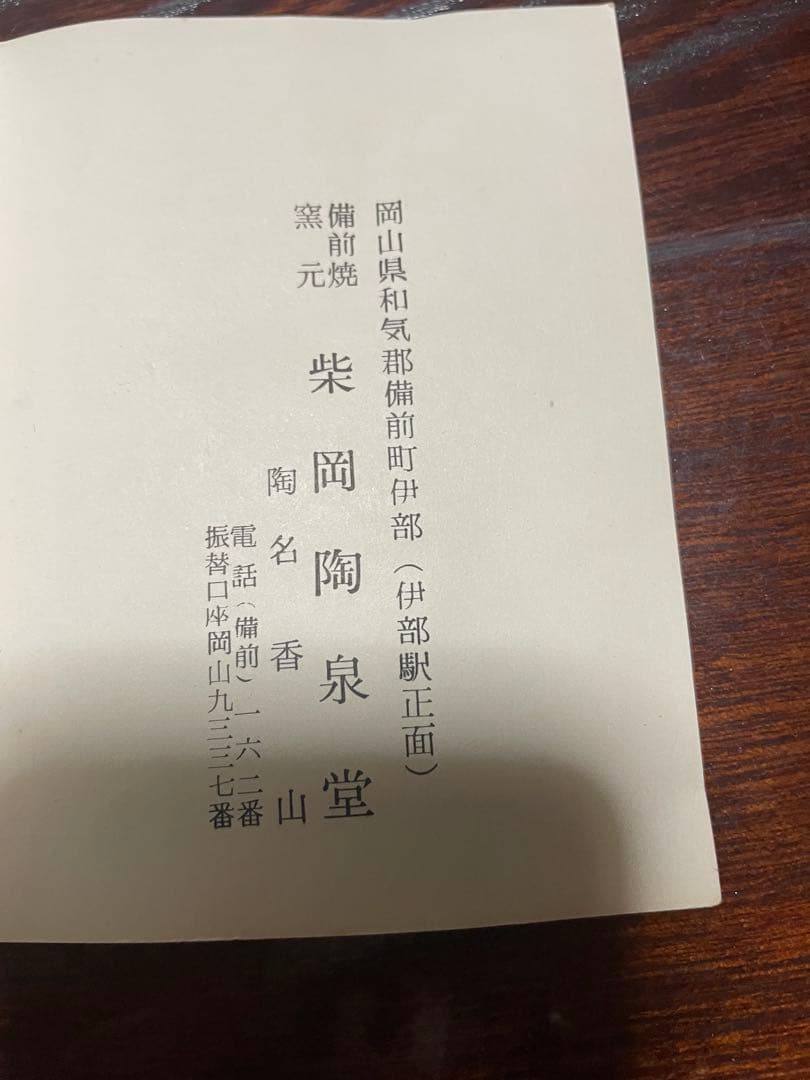 岡山県和気郡備前町伊部（伊部駅正面）
備前焼
窯元
柴岡陶泉堂
陶名香山
電話（備前）一六二番
振替口座岡山九三三七番